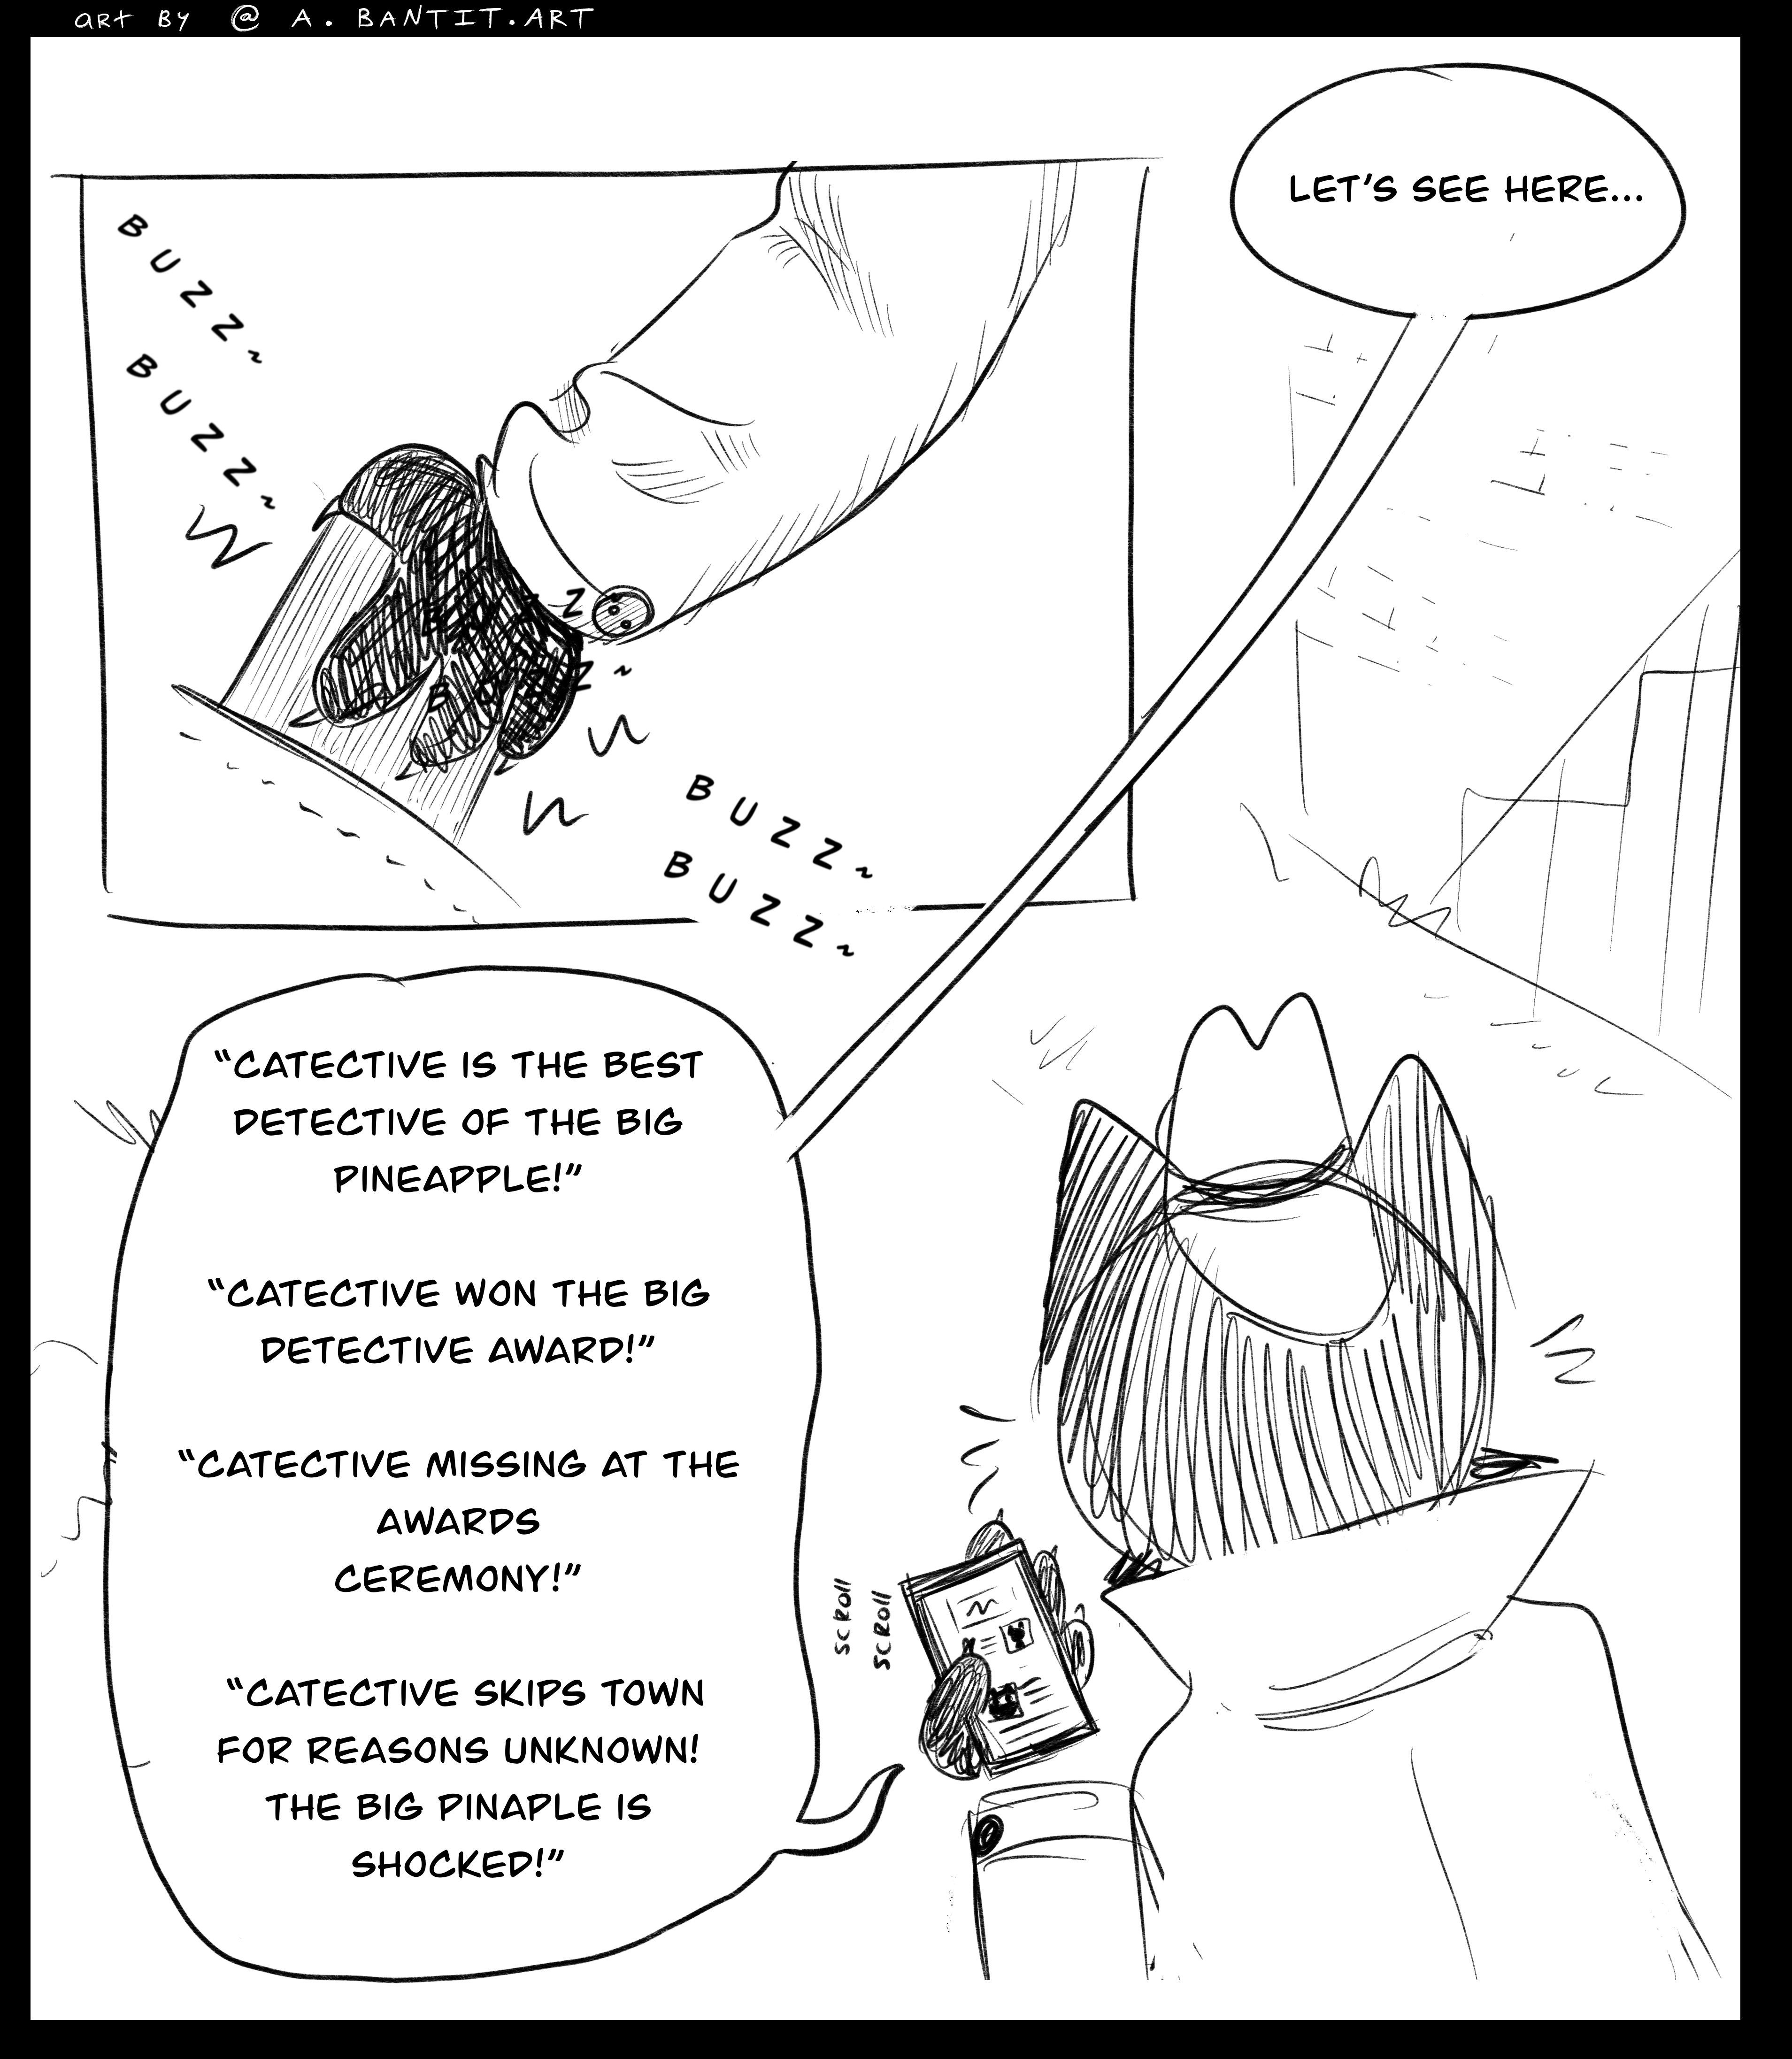 art BY @ A. BANTIT.ART
LET'S SEE HERE...
BUZZ~
BUZZ~
BUZZ~
BUZZ~
"CATECTIVE IS THE BEST
DETECTIVE OF THE BIG
PINEAPPLE!"
"CATECTIVE WON THE BIG
DETECTIVE AWARD!"
"CATECTIVE MISSING AT THE
AWARDS
CEREMONY!"
"CATECTIVE SKIPS TOWN
FOR REASONS UNKNOWN!
THE BIG PINAPLE IS
SHOCKED!"
SCROll
SCROll